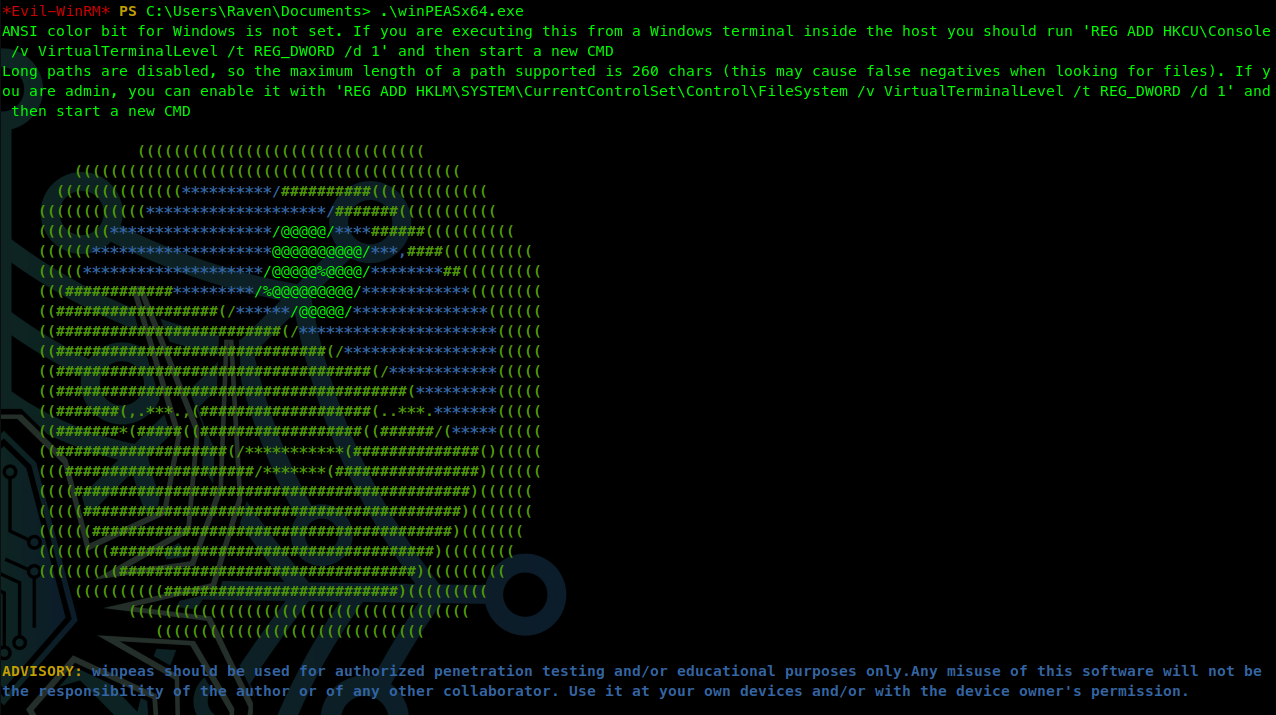 *Evil-WinRM* PS C:\Users\Raven\Documents> .\winPEASx64.exe
ANSI color bit for Windows is not set. If you are executing this from a Windows terminal inside the host you should run 'REG ADD HKCU\Console
 /v VirtualTerminalLevel /t REG_DWORD /d 1' and then start a new CMD
Long paths are disabled, so the maximum length of a path supported is 260 chars (this may cause false negatives when looking for files). If y
ou are admin, you can enable it with 'REG ADD HKLM\SYSTEM\CurrentControlSet\Control\FileSystem /v VirtualTerminalLevel /t REG_DWORD /d 1' and
 then start a new CMD
ADVISORY: winpeas should be used for authorized penetration testing and/or educational purposes only.Any misuse of this software will not be
the responsibility of the author or of any other collaborator. Use it at your own devices and/or with the device owner's permission.